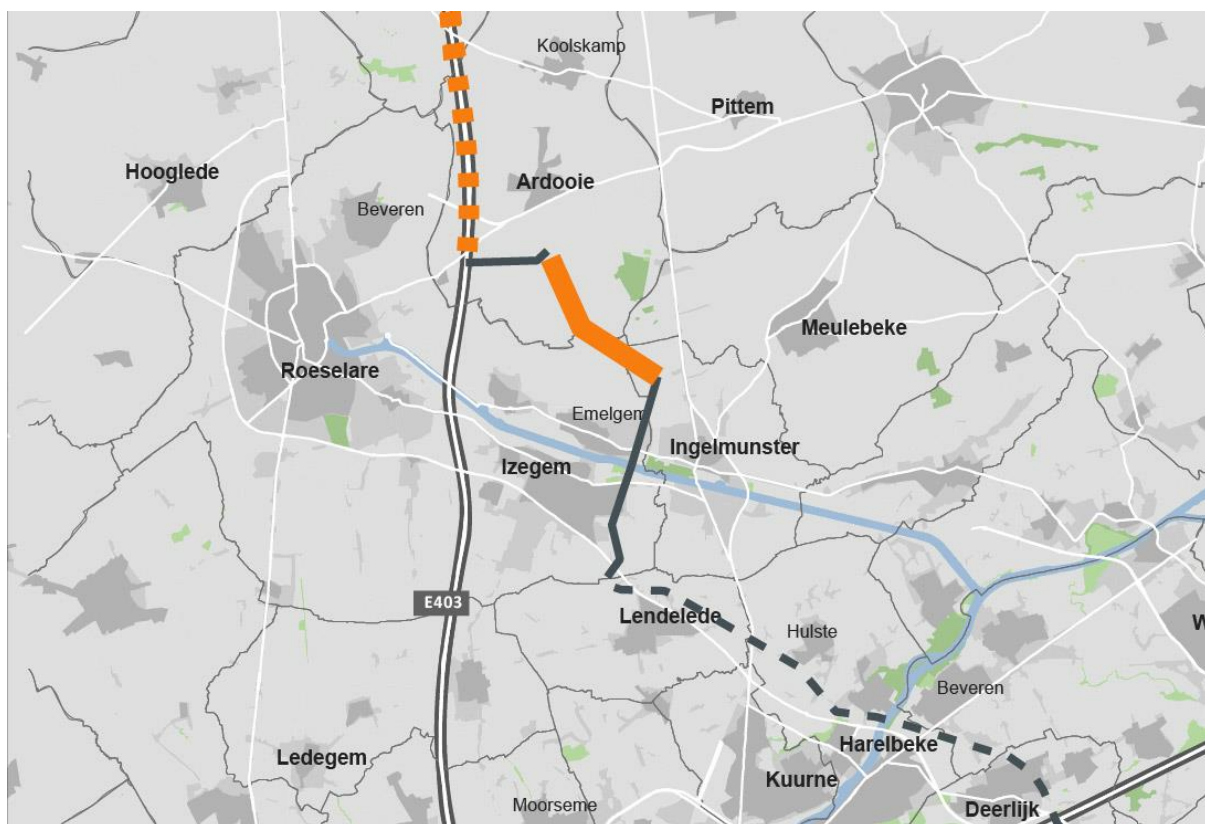 Koolskamp
Pittem
Hooglede
Ardooie
Beveren
Meulebeke
Roeselare
Emelgem
Ingelmunster
Izegem
E403
Lendelede
Hulste
W
Beveren
Harelbeke
Ledegem
Kuurne
Moorseme
Deerlijk